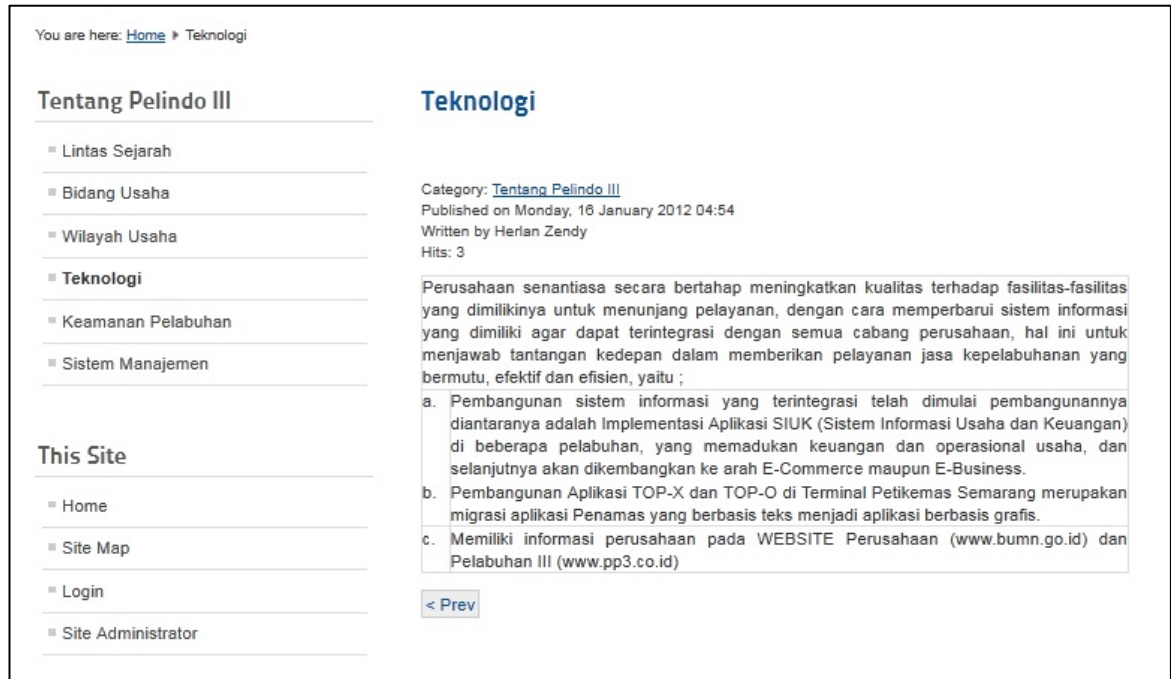 You are here: Home Teknologi
Tentang Pelindo III
Lintas Sejarah
Bidang Usaha
Wilayah Usaha
Teknologi
Keamanan Pelabuhan
Sistem Manajemen
This Site
Home
Site Map
Login
Site Administrator
Teknologi
Category: Tentang Pelindo III
Published on Monday, 16 January 2012 04:54
Written by Herlan Zendy
Hits: 3
Perusahaan senantiasa secara bertahap meningkatkan kualitas terhadap fasilitas-fasilitas
yang dimilikinya untuk menunjang pelayanan, dengan cara memperbarui sistem informasi
yang dimiliki agar dapat terintegrasi dengan semua cabang perusahaan, hal ini untuk
menjawab tantangan kedepan dalam memberikan pelayanan jasa kepelabuhanan yang
bermutu, efektif dan efisien, yaitu ;
a. Pembangunan sistem informasi yang terintegrasi telah dimulai pembangunannya
diantaranya adalah Implementasi Aplikasi SIUK (Sistem Informasi Usaha dan Keuangan)
di beberapa pelabuhan, yang memadukan keuangan dan operasional usaha, dan
selanjutnya akan dikembangkan ke arah E-Commerce maupun E-Business.
b. Pembangunan Aplikasi TOP-X dan TOP-O di Terminal Petikemas Semarang merupakan
migrasi aplikasi Penamas yang berbasis teks menjadi aplikasi berbasis grafis.
c. Memiliki informasi perusahaan pada WEBSITE Perusahaan (www.bumn.go.id) dan
Pelabuhan III (www.pp3.co.id)
< Prev